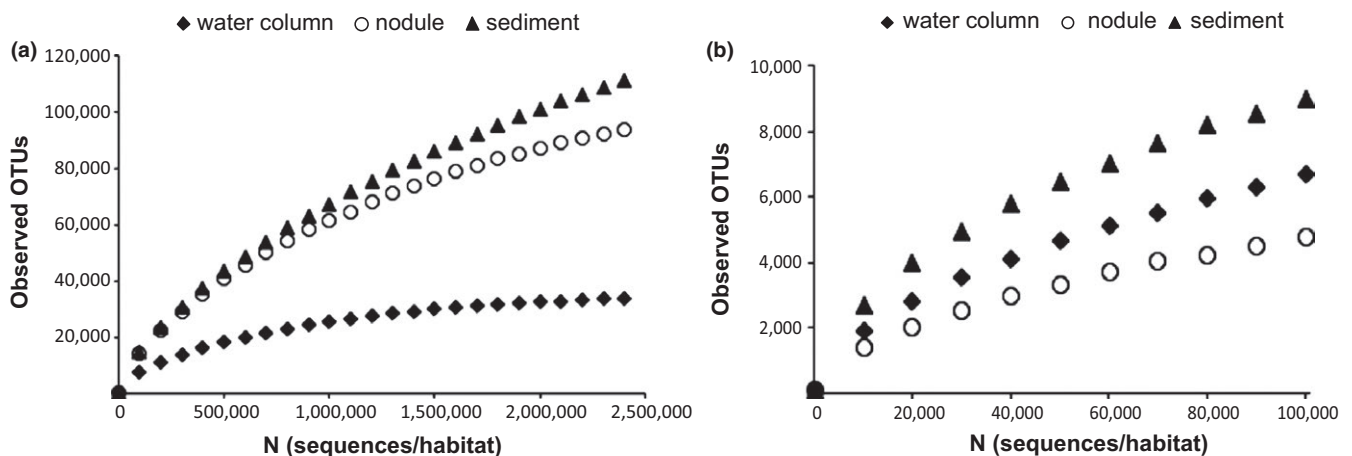 ◆ water column ○ nodule ▲ sediment
(a)
120,000
100,000
80,000
60,000
40,000
20,000
Observed OTUs
0 500,000 1,000,000 1,500,000 2,000,000 2,500,000
N (sequences/habitat)
◆ water column ○ nodule ▲ sediment
(b)
10,000
8,000
6,000
4,000
2,000
Observed OTUs
0 20,000 40,000 60,000 80,000 100,000
N (sequences/habitat)